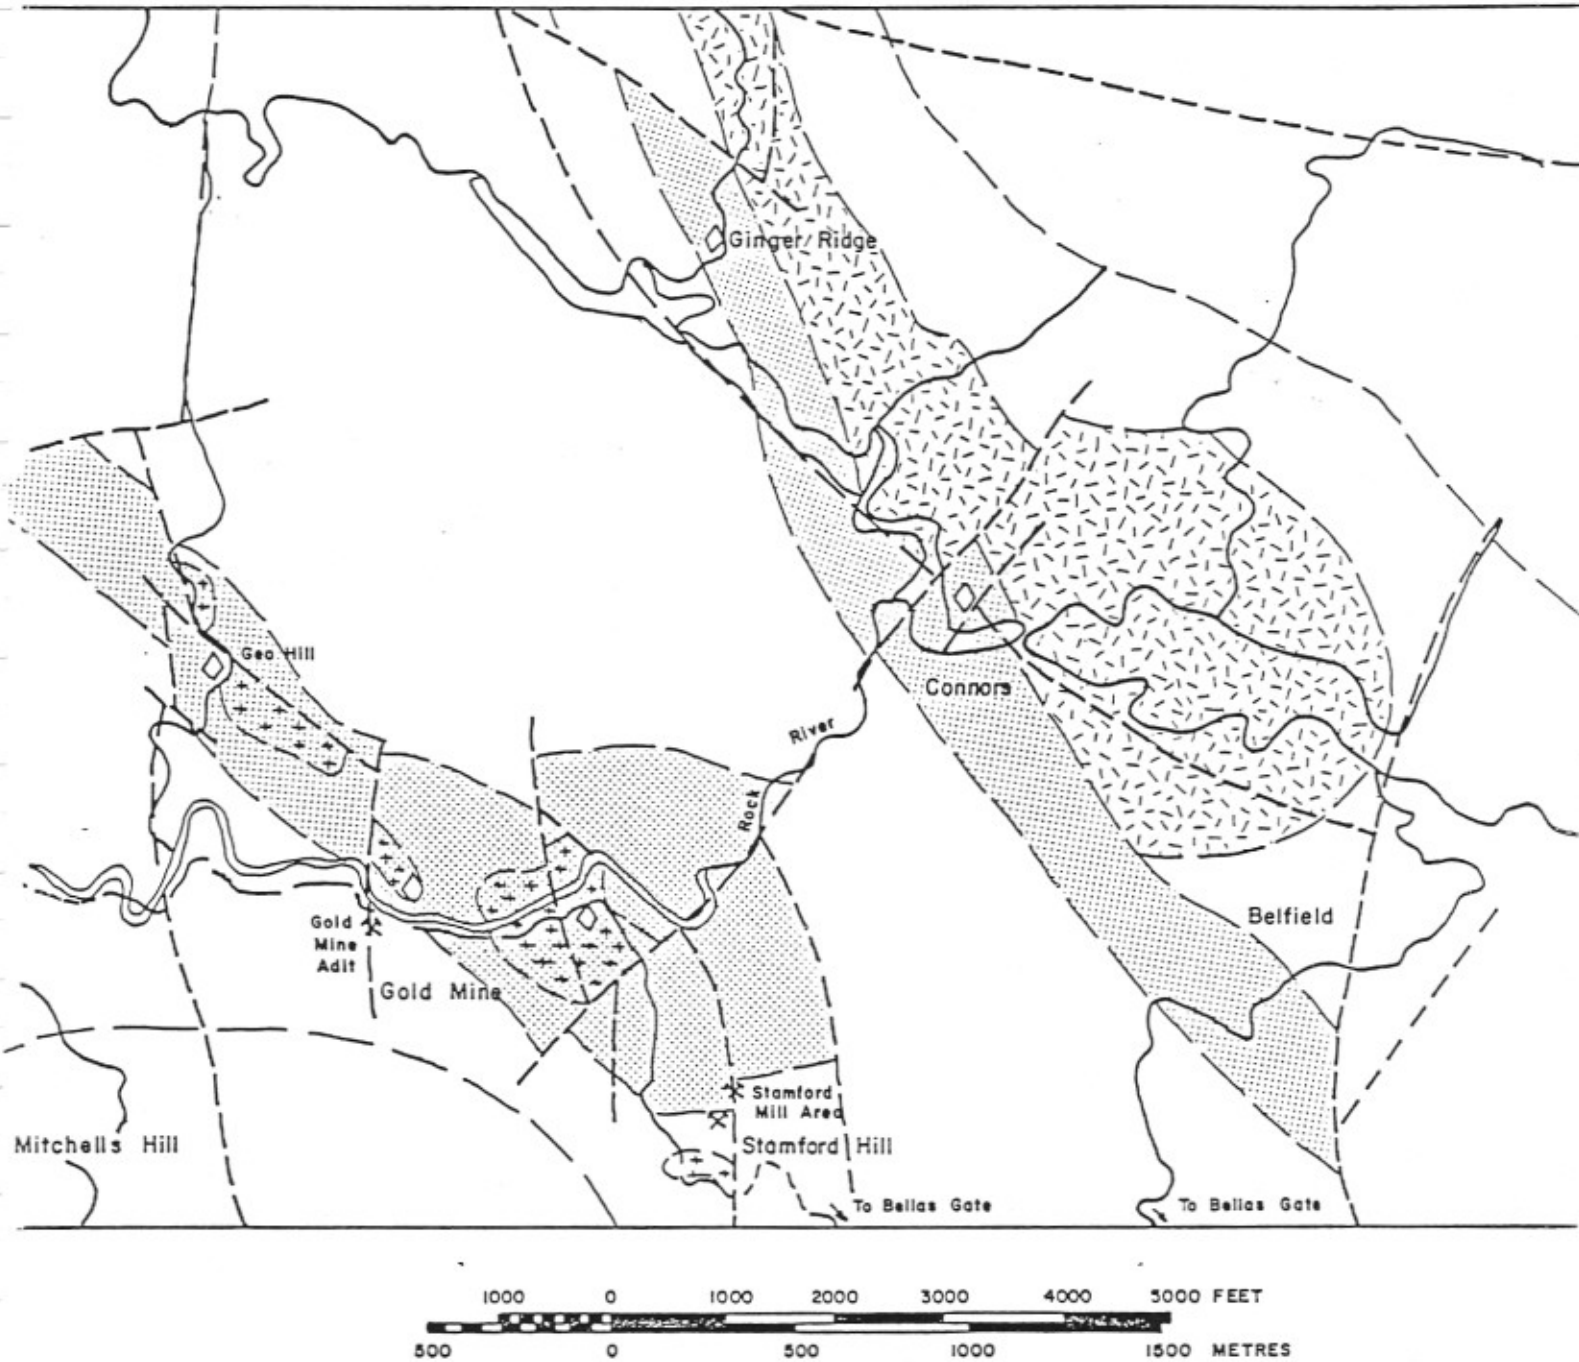 Ginger Ridge
Geo Hill
Connors
River
Rock
Belfield
Gold
Mine
Adit
Gold Mine
Stamford
Mill Area
Mitchells Hill
Stamford Hill
To Bellas Gate
To Bellas Gate
1000 0 1000 2000 3000 4000 5000 FEET
500 0 500 1000 1500 METRES